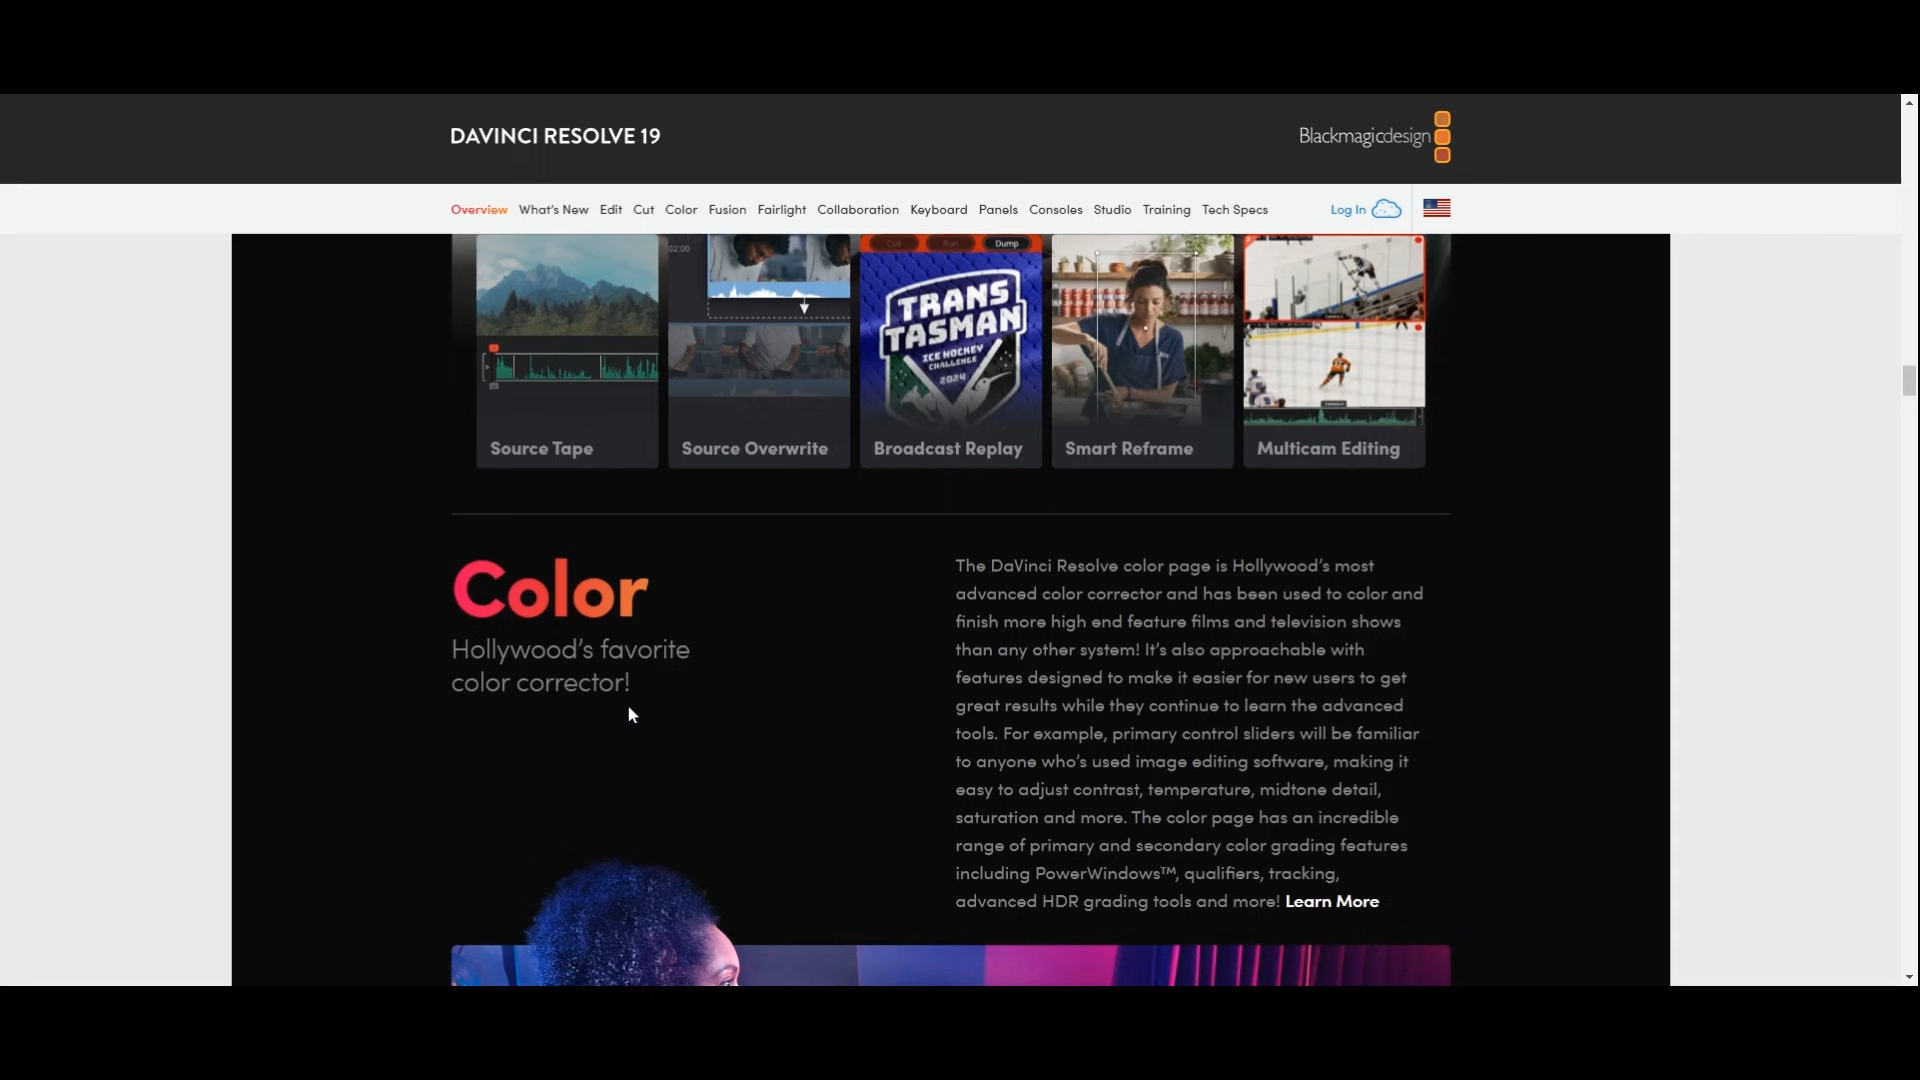 DAVINCI RESOLVE 19
Blackmagicdesign
Overview What's New Edit Cut Color Fusion Fairlight Collaboration Keyboard Panels Consoles Studio Training Tech Specs Log In
02:00
Cut Run Dump
TRANS
TASMAN
ICE HOCKEY
CHALLENGE
2024
Source Tape
Source Overwrite
Broadcast Replay
Smart Reframe
Multicam Editing
Color
Hollywood's favorite
color corrector!
The DaVinci Resolve color page is Hollywood's most
advanced color corrector and has been used to color and
finish more high end feature films and television shows
than any other system! It's also approachable with
features designed to make it easier for new users to get
great results while they continue to learn the advanced
tools. For example, primary control sliders will be familiar
to anyone who's used image editing software, making it
easy to adjust contrast, temperature, midtone detail,
saturation and more. The color page has an incredible
range of primary and secondary color grading features
including PowerWindows™, qualifiers, tracking,
advanced HDR grading tools and more! Learn More